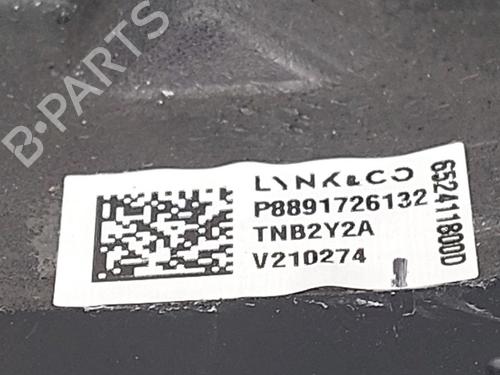 B-PARTS
LYNK&CO
P8891726132
TNB2Y2A
V210274
652411800D